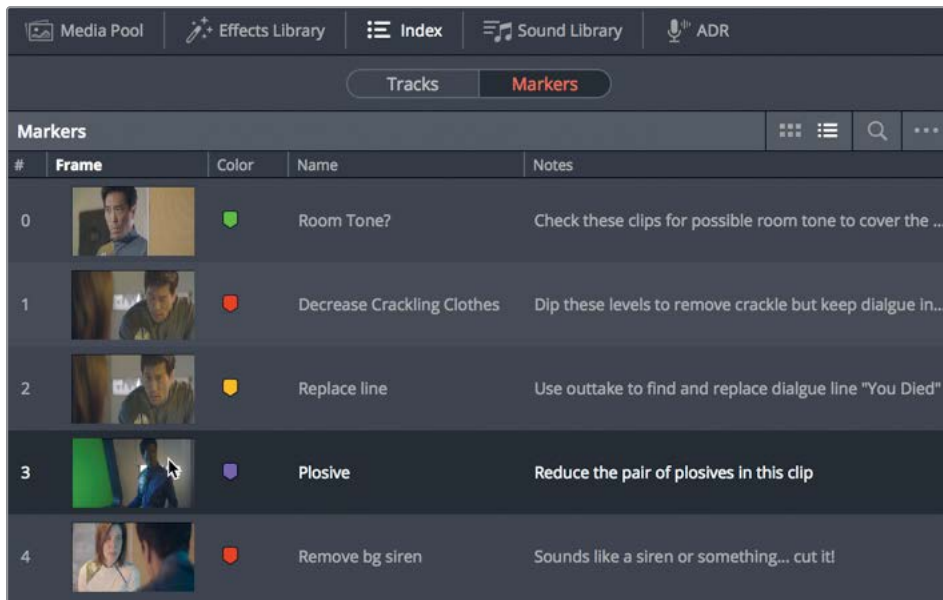 Media Pool Effects Library Index Sound Library ADR
Tracks Markers
Markers
# Frame Color Name Notes
0 Room Tone? Check these clips for possible room tone to cover the ...
1 Decrease Crackling Clothes Dip these levels to remove crackle but keep dialgue in...
2 Replace line Use outtake to find and replace dialgue line "You Died"
3 Plosive Reduce the pair of plosives in this clip
4 Remove bg siren Sounds like a siren or something... cut it!